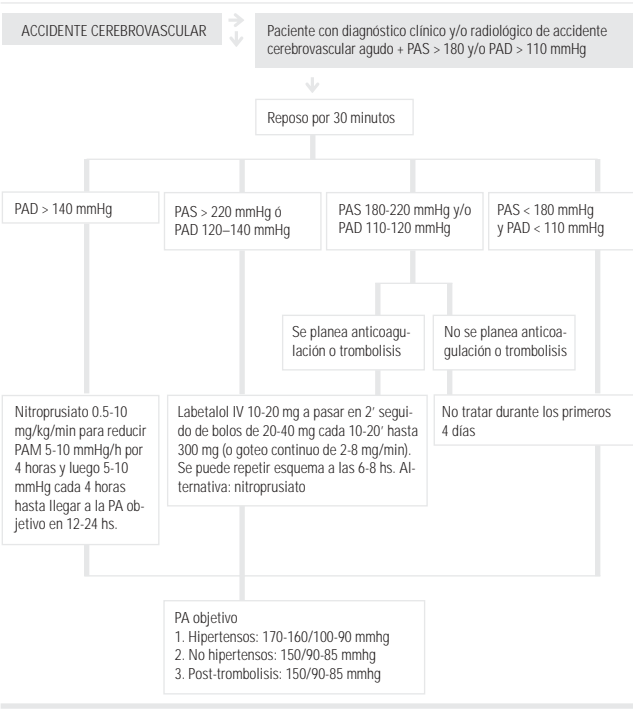 ACCIDENTE CEREBROVASCULAR
Paciente con diagnóstico clínico y/o radiológico de accidente
cerebrovascular agudo + PAS > 180 y/o PAD > 110 mmHg
Reposo por 30 minutos
PAD > 140 mmHg
PAS > 220 mmHg ó
PAD 120–140 mmHg
PAS 180-220 mmHg y/o
PAD 110-120 mmHg
PAS < 180 mmHg
y PAD < 110 mmHg
Se planea anticoagu-
lación o trombolisis
No se planea anticoa-
gulación o trombolisis
Nitroprusiato 0.5-10
mg/kg/min para reducir
PAM 5-10 mmHg/h por
4 horas y luego 5-10
mmHg cada 4 horas
hasta llegar a la PA ob-
jetivo en 12-24 hs.
Labetalol IV 10-20 mg a pasar en 2’ segui-
do de bolos de 20-40 mg cada 10-20’ hasta
300 mg (o goteo continuo de 2-8 mg/min).
Se puede repetir esquema a las 6-8 hs. Al-
ternativa: nitroprusiato
No tratar durante los primeros
4 días
PA objetivo
1. Hipertensos: 170-160/100-90 mmhg
2. No hipertensos: 150/90-85 mmhg
3. Post-trombolisis: 150/90-85 mmhg